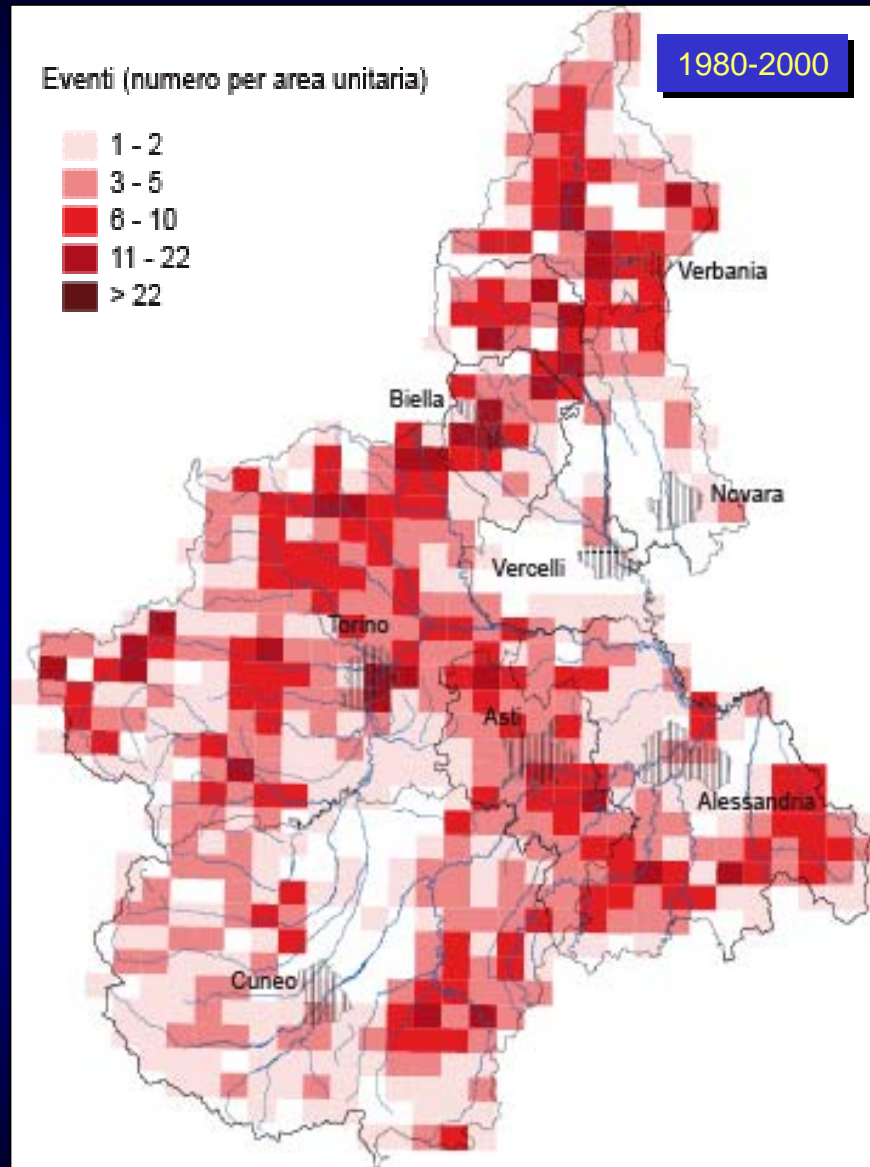 1980-2000
Eventi (numero per area unitaria)
1 - 2
3 - 5
6 - 10
11 - 22
> 22
Verbania
Biella
Novara
Vercelli
Torino
Asti
Alessandria
Cuneo